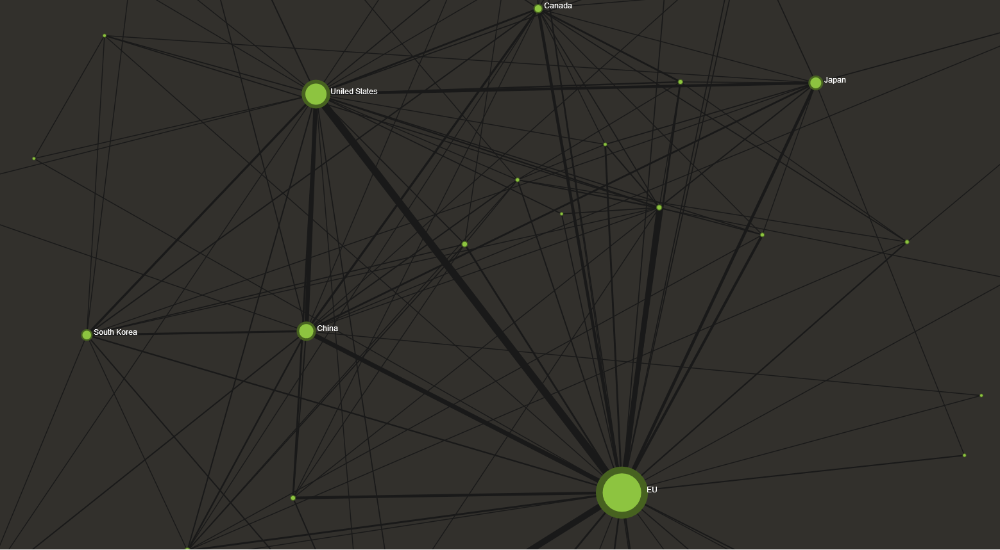 Canada
Japan
United States
China
South Korea
EU